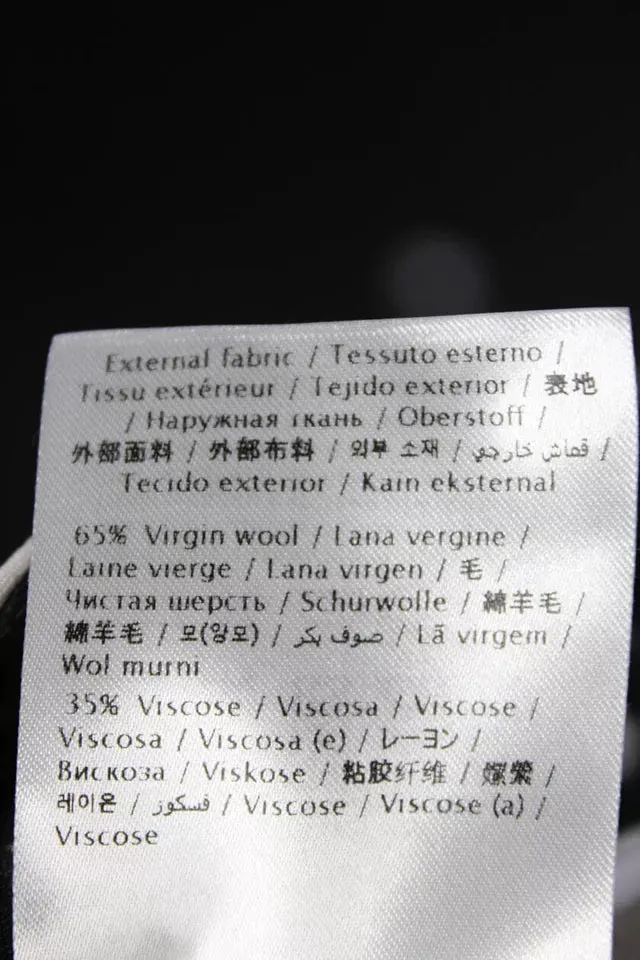 External fabric / Tessuto esterno /
Tissu extérieur / Tejido exterior / 表地
/ Наружная ткань / Oberstoff /
外部面料 / 外部布料 / 외부 소재 / قماش خارجي /
Tecido exterior / Kain eksternal
65% Virgin wool / Lana vergine /
Laine vierge / Lana virgen / 毛 /
Чистая шерсть / Schurwolle / 綿羊毛 /
綿羊毛 / 모(양모) / صوف بكر / Lã virgem /
Wol murni
35% Viscose / Viscosa / Viscose /
Viscosa / Viscosa (e) / レーヨン /
Вискоза / Viskose / 粘胶纤维 / 嫘縈 /
레이온 / فسكوز / Viscose / Viscose (a) /
Viscose